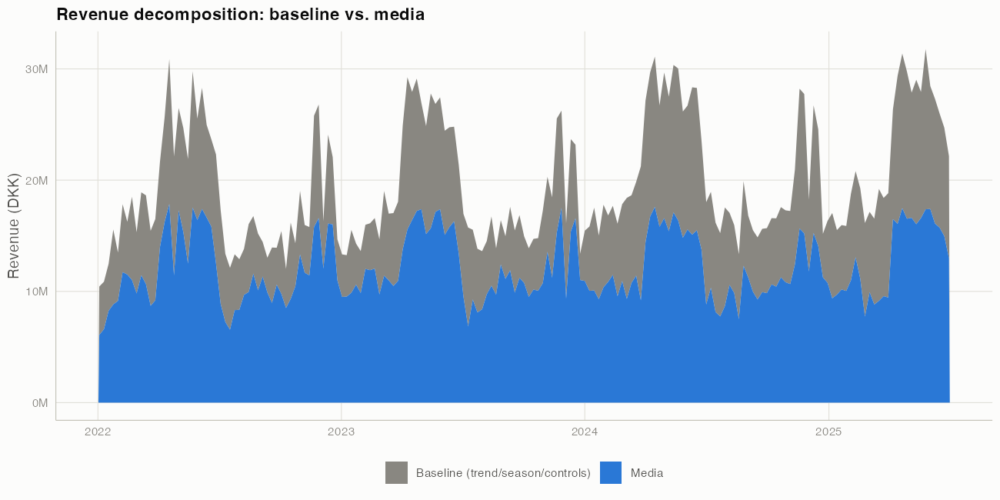 Revenue decomposition: baseline vs. media
Revenue (DKK)
30M
20M
10M
0M
2022
2023
2024
2025
Baseline (trend/season/controls)
Media